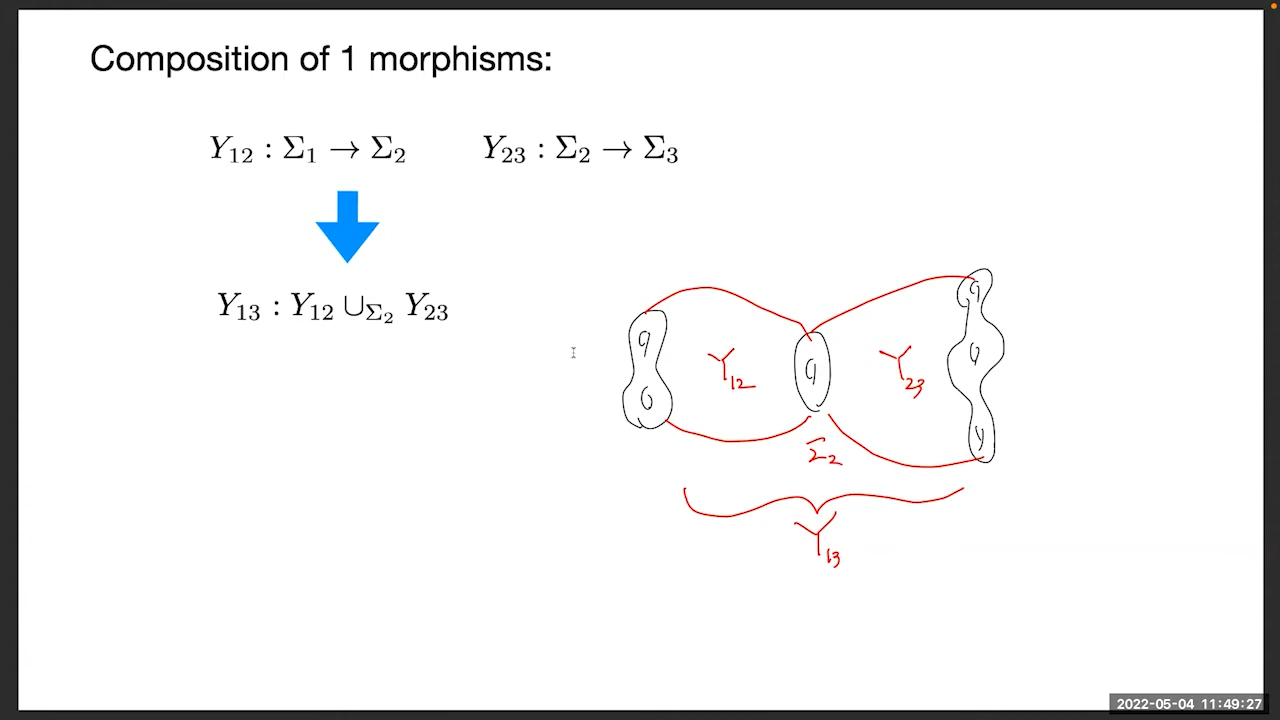 Composition of 1 morphisms:
Y₁₂ : Σ₁ → Σ₂ Y₂₃ : Σ₂ → Σ₃
Y₁₃ : Y₁₂ ∪_Σ₂ Y₂₃
Y₁₂ Y₂₃
Σ₂
Y₁₃
2022-05-04 11:49:27